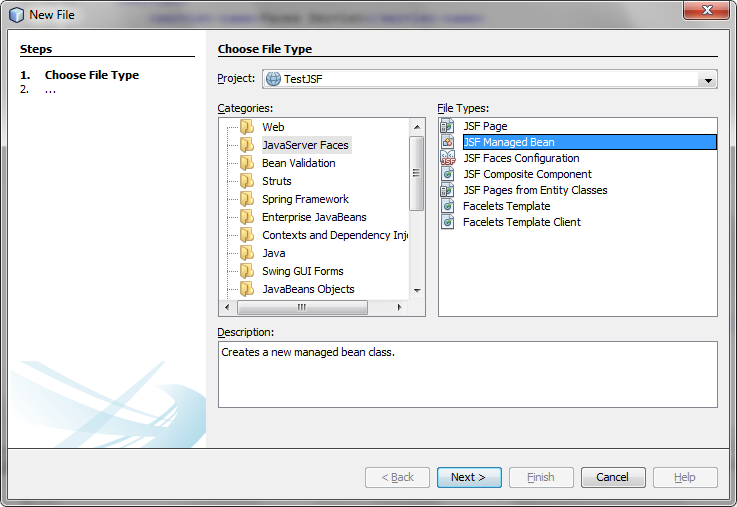 New File
Steps
1. Choose File Type
2. ...
Choose File Type
Project: TestJSF
Categories:
Web
JavaServer Faces
Bean Validation
Struts
Spring Framework
Enterprise JavaBeans
Contexts and Dependency Inje
Java
Swing GUI Forms
JavaBeans Objects
File Types:
JSF Page
JSF Managed Bean
JSF Faces Configuration
JSF Composite Component
JSF Pages from Entity Classes
Facelets Template
Facelets Template Client
Description:
Creates a new managed bean class.
< Back
Next >
Finish
Cancel
Help